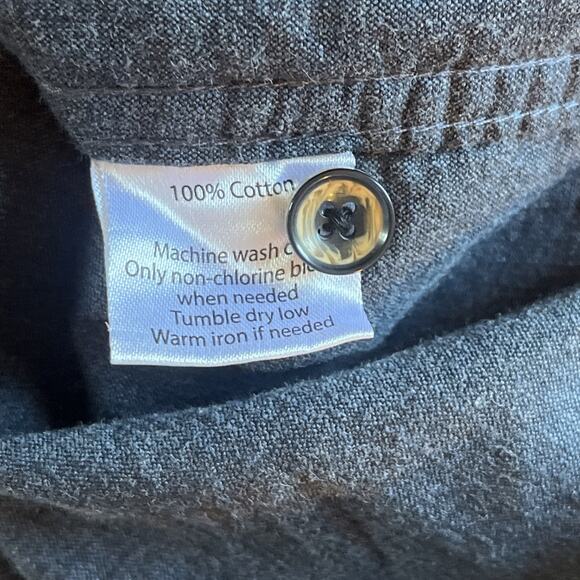 100% Cotton
Machine wash
Only non-chlorine
when needed
Tumble dry low
Warm iron if needed